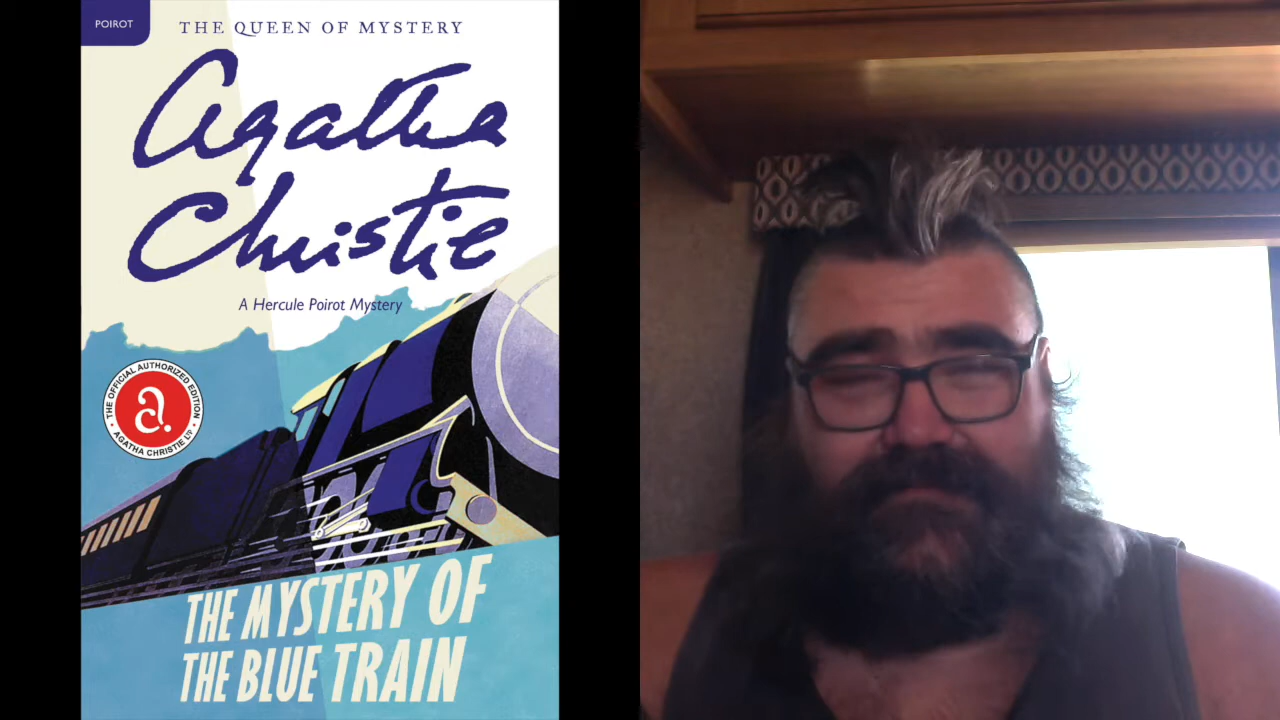 POIROT
THE QUEEN OF MYSTERY
Agatha
Christie
A Hercule Poirot Mystery
THE OFFICIAL AUTHORIZED EDITION
a.
AGATHA CHRISTIE LTD
THE MYSTERY OF
THE BLUE TRAIN